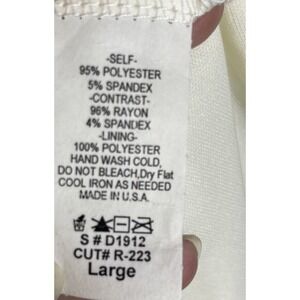 -SELF-
95% POLYESTER
5% SPANDEX
-CONTRAST-
96% RAYON
4% SPANDEX
-LINING-
100% POLYESTER
HAND WASH COLD,
DO NOT BLEACH,Dry Flat
COOL IRON AS NEEDED
MADE IN U.S.A.
S # D1912
CUT# R-223
Large